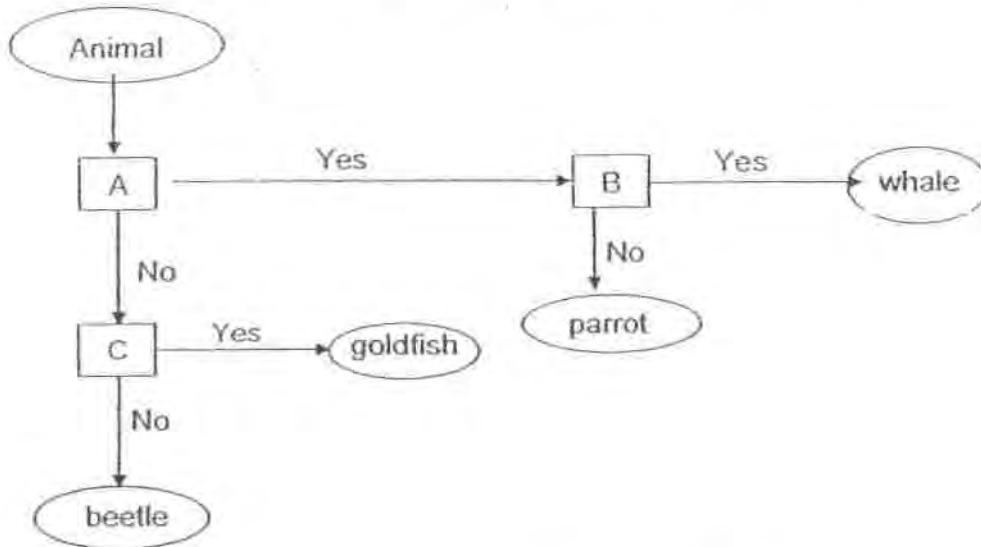 Animal
A
Yes
B
Yes
whale
No
No
parrot
C
Yes
goldfish
No
beetle